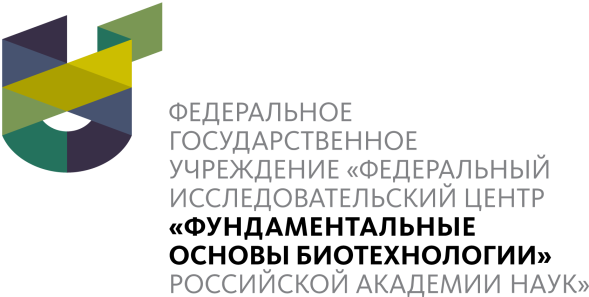 ФЕДЕРАЛЬНОЕ
ГОСУДАРСТВЕННОЕ
УЧРЕЖДЕНИЕ «ФЕДЕРАЛЬНЫЙ
ИССЛЕДОВАТЕЛЬСКИЙ ЦЕНТР
«ФУНДАМЕНТАЛЬНЫЕ
ОСНОВЫ БИОТЕХНОЛОГИИ»
РОССИЙСКОЙ АКАДЕМИИ НАУК»